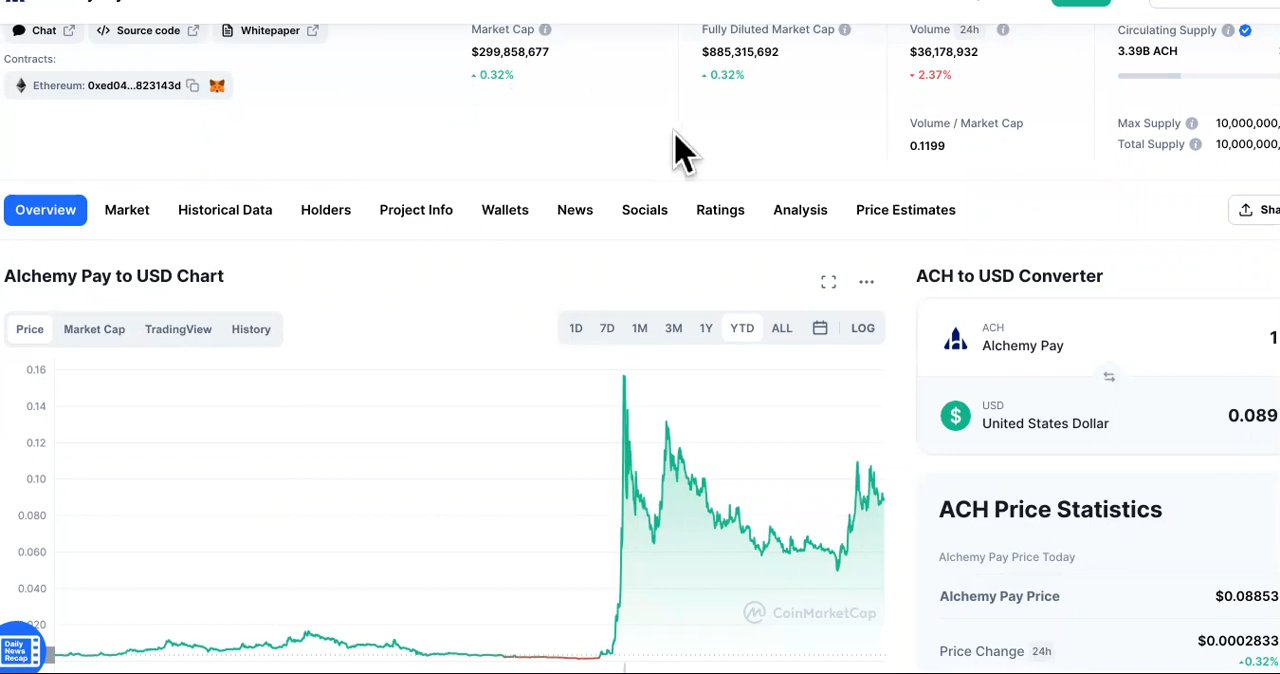 Chat
Source code
Whitepaper
Contracts:
Ethereum: 0xed04...823143d
Market Cap
$299,858,677
0.32%
Fully Diluted Market Cap
$885,315,692
0.32%
Volume 24h
$36,178,932
2.37%
Volume / Market Cap
0.1199
Circulating Supply
3.39B ACH
Max Supply 10,000,000,
Total Supply 10,000,000,
Overview Market Historical Data Holders Project Info Wallets News Socials Ratings Analysis Price Estimates
Sha
Alchemy Pay to USD Chart
Price Market Cap TradingView History
1D 7D 1M 3M 1Y YTD ALL LOG
0.16
0.14
0.12
0.10
0.080
0.060
0.040
020
CoinMarketCap
Daily
News
Recap
ACH to USD Converter
ACH
Alchemy Pay 1
USD
United States Dollar 0.089
ACH Price Statistics
Alchemy Pay Price Today
Alchemy Pay Price $0.08853
Price Change 24h $0.0002833
0.32%